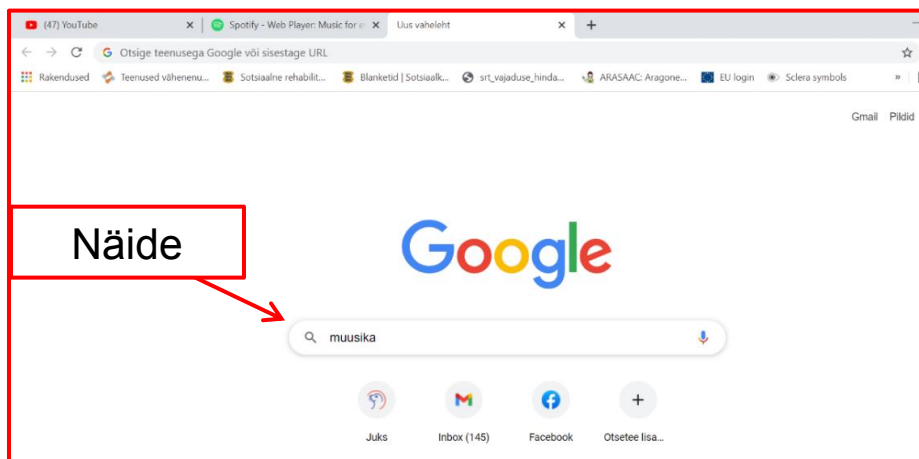 (47) YouTube
Spotify - Web Player: Music for e
Uus vaheleht
Otsige teenusega Google või sisestage URL
Rakendused Teenused vähenenu... Sotsiaalne rehabilit... Blanketid | Sotsiaalk... srt_vajaduse_hinda... ARASAAC: Aragone... EU login Sclera symbols »
Gmail Pildid
Näide
Google
muusika
Juks Inbox (145) Facebook Otsetee lisa...